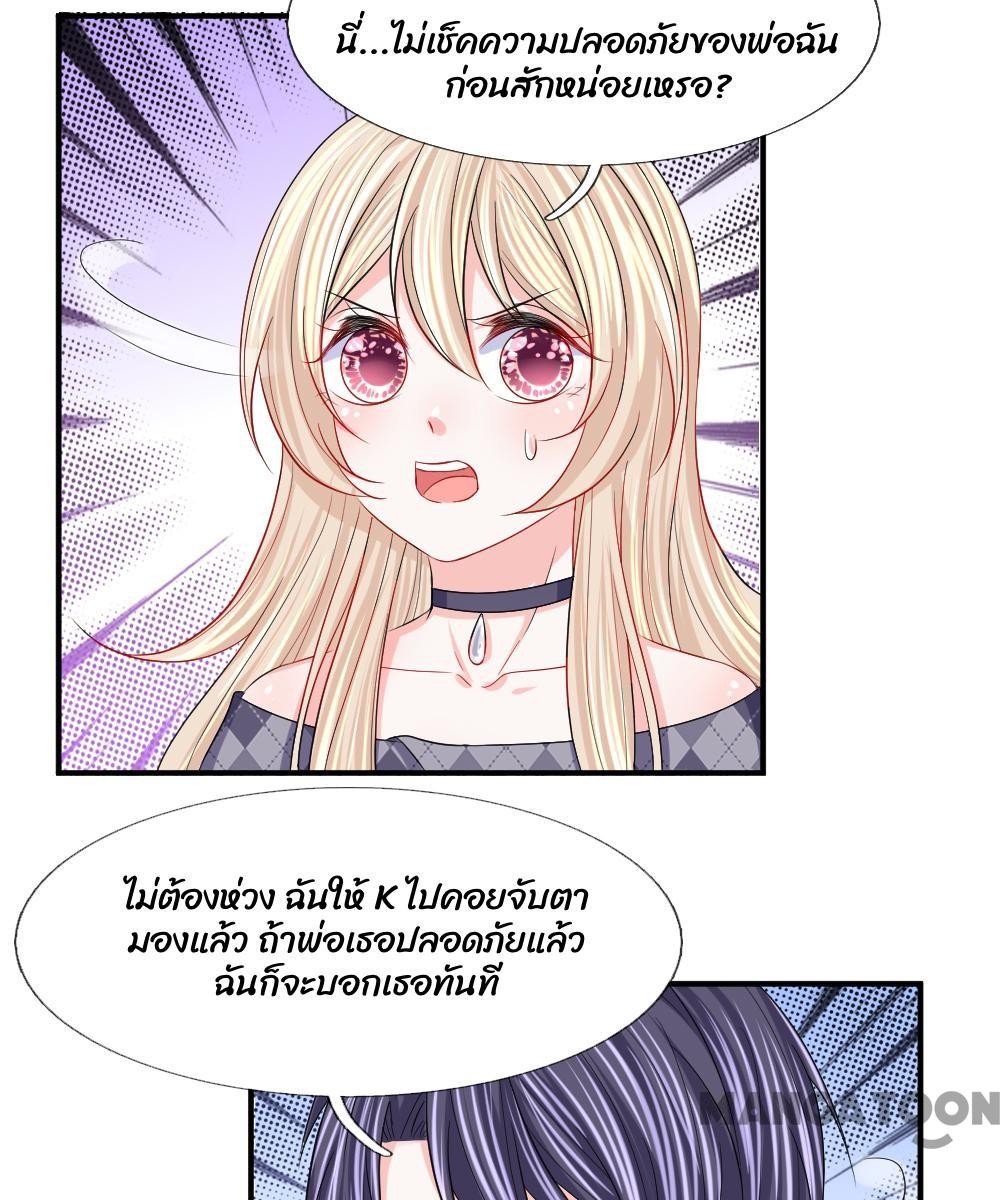 นี่...ไม่เช็คความปลอดภัยของพ่อฉัน
ก่อนสักหน่อยเหรอ?
ไม่ต้องห่วง ฉันให้ K ไปคอยจับตา
มองแล้ว ถ้าพ่อเธอปลอดภัยแล้ว
ฉันก็จะบอกเธอทันที
MANGATOON